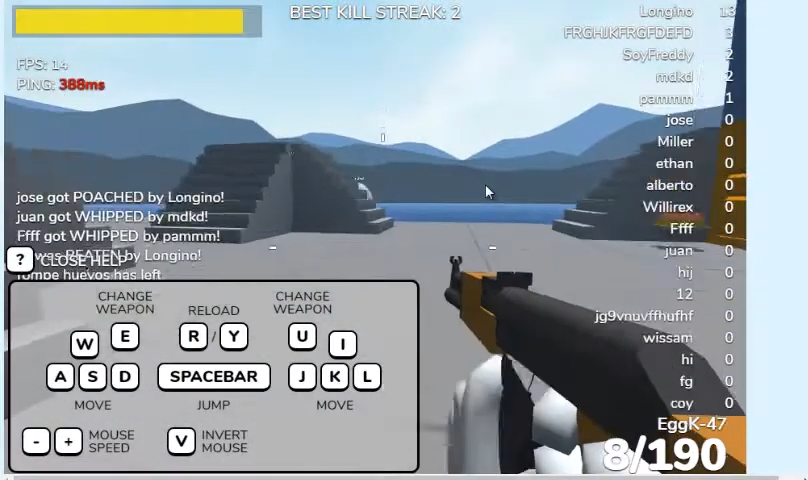 BEST KILL STREAK: 2
FPS: 14
PING: 388ms
Longino 13
FRGHJKFRGFDEFD 3
SoyFreddy 2
mdkd 2
pammm 1
jose 0
Miller 0
ethan 0
alberto 0
Willirex 0
Ffff 0
juan 0
hij 0
12 0
jg9vnuvffhufhf 0
wissam 0
hi 0
fg 0
coy 0
jose got POACHED by Longino!
juan got WHIPPED by mdkd!
Ffff got WHIPPED by pammm!
was BEATEN by Longino!
? CLOSE HELP
rompe huevos has left
CHANGE WEAPON
RELOAD
CHANGE WEAPON
W E R / Y U I
A S D SPACEBAR J K L
MOVE JUMP MOVE
- + MOUSE SPEED
V INVERT MOUSE
EggK-47
8/190